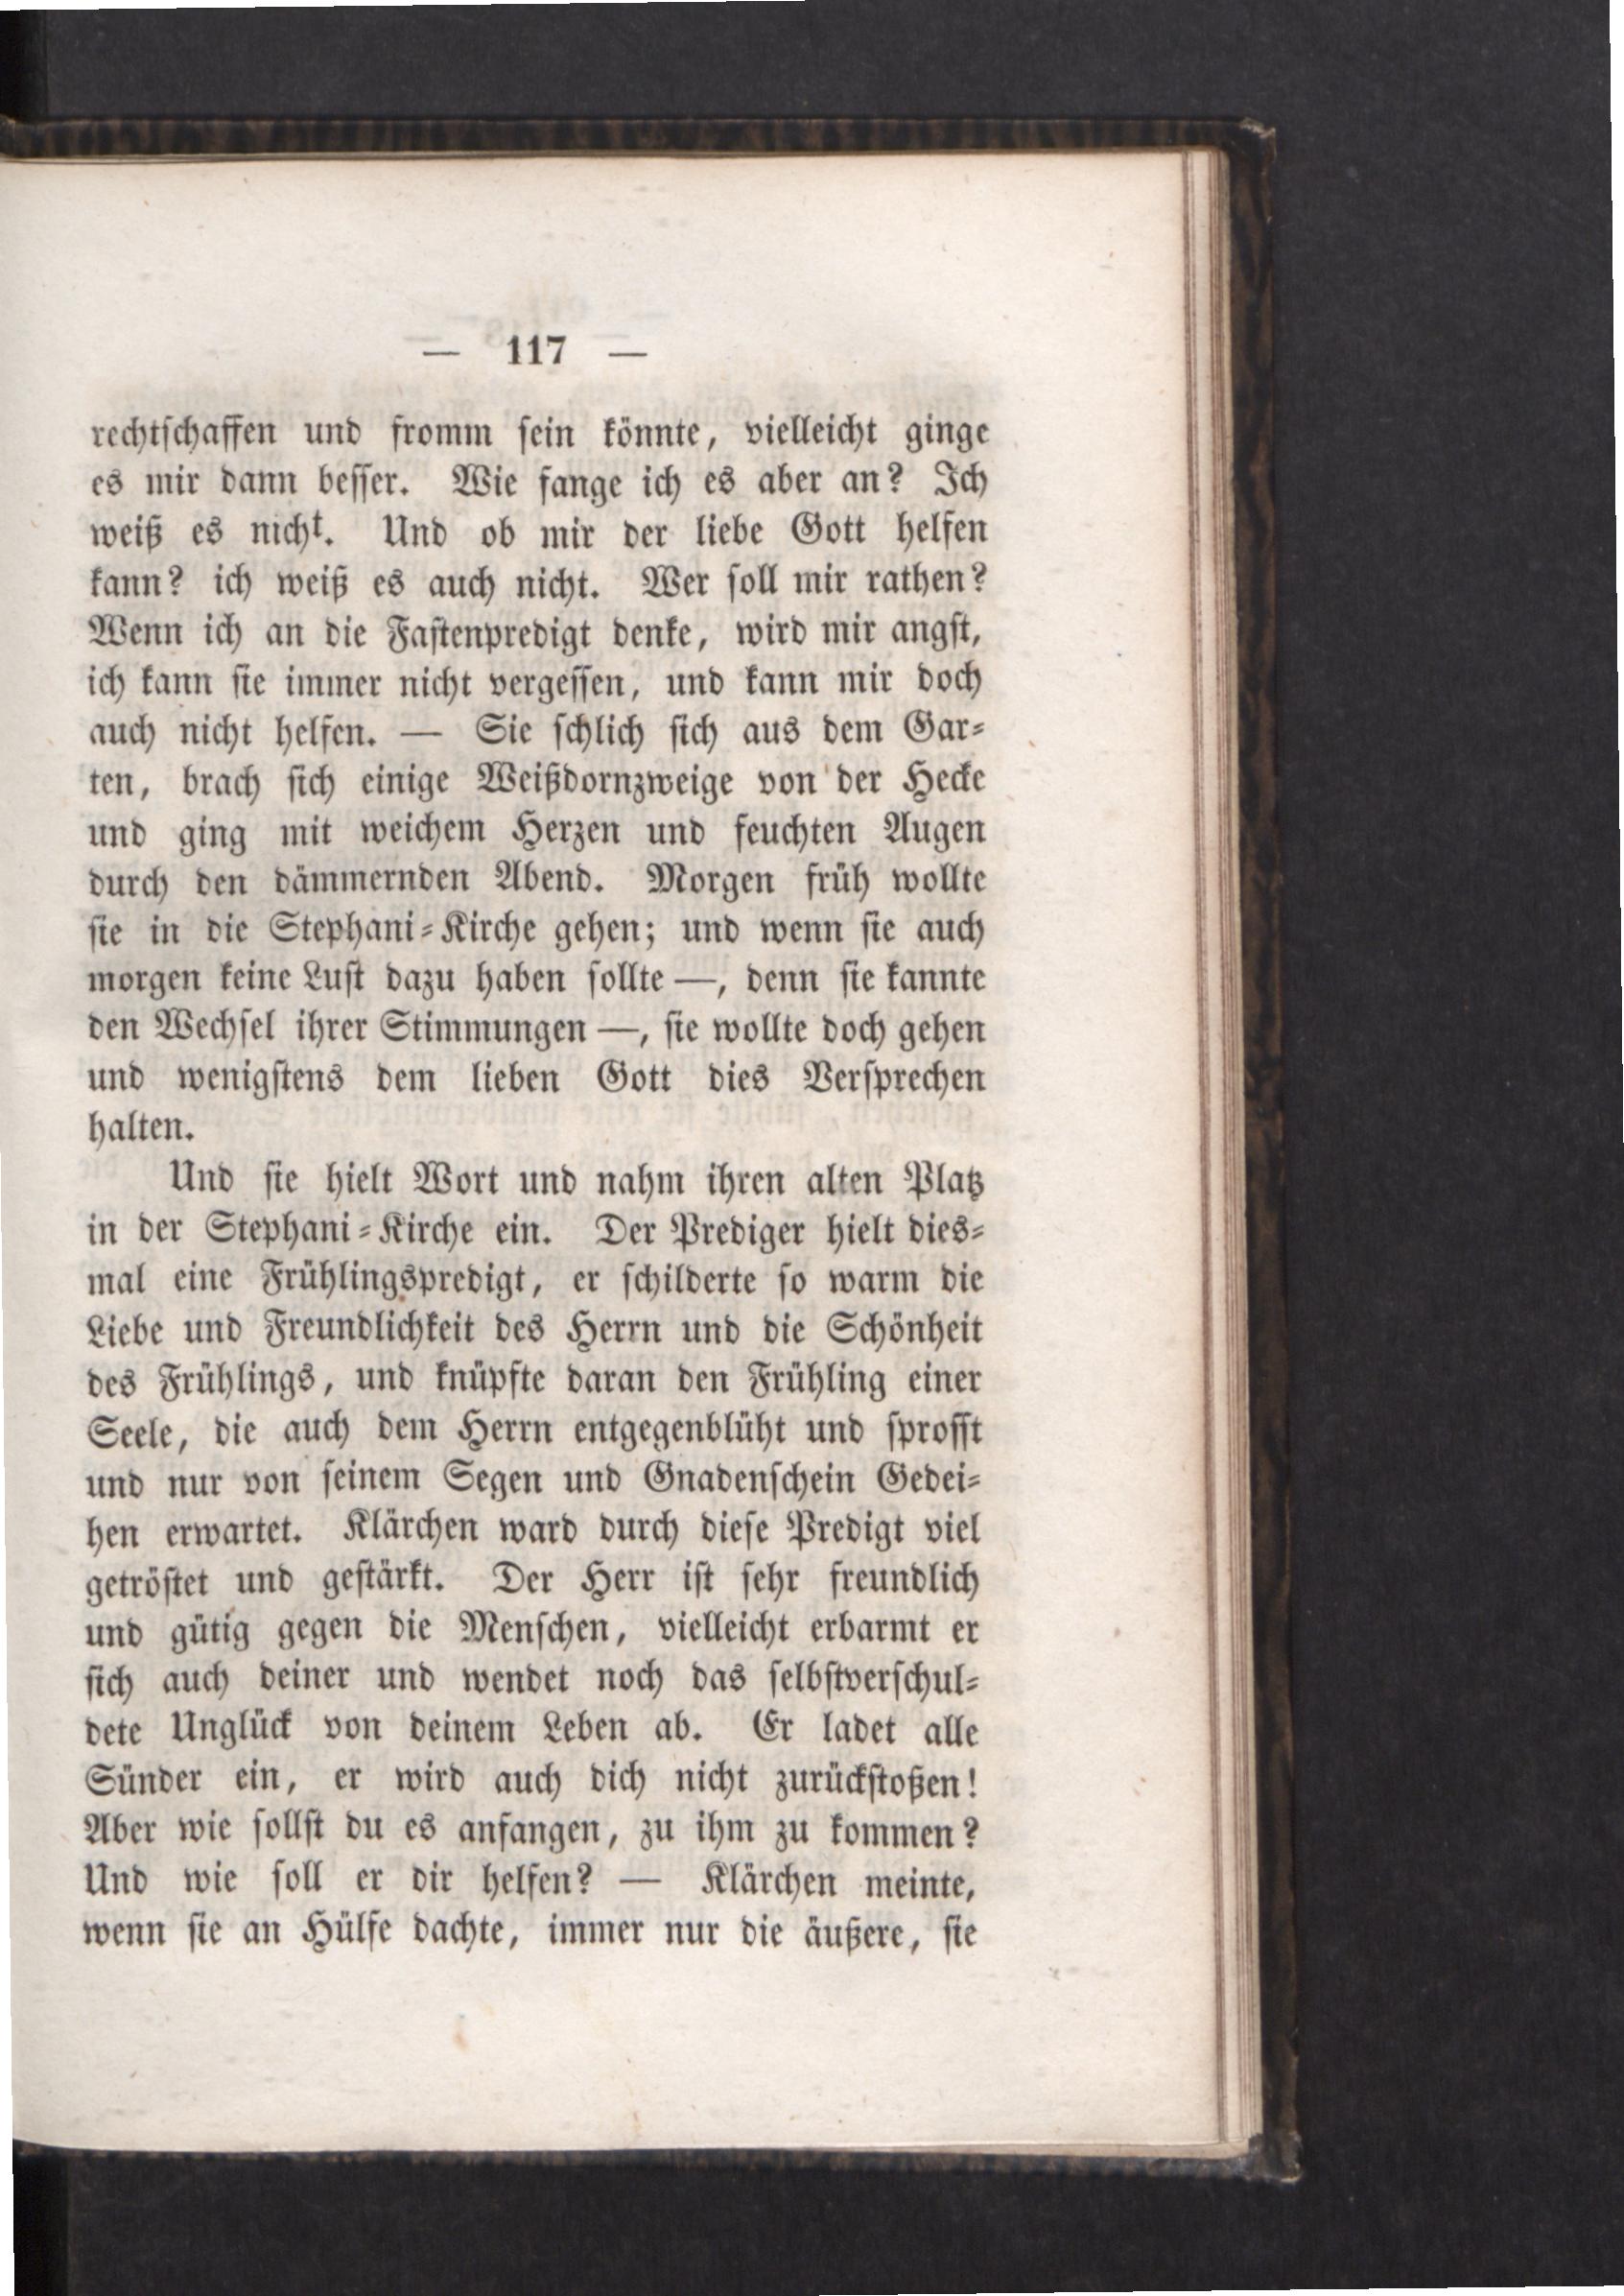 — 117 —
rechtschaffen und fromm sein könnte, vielleicht ginge
es mir dann besser. Wie fange ich es aber an? Ich
weiß es nicht. Und ob mir der liebe Gott helfen
kann? ich weiß es auch nicht. Wer soll mir rathen?
Wenn ich an die Fastenpredigt denke, wird mir angst,
ich kann sie immer nicht vergessen, und kann mir doch
auch nicht helfen. — Sie schlich sich aus dem Gar-
ten, brach sich einige Weißdornzweige von der Hecke
und ging mit weichem Herzen und feuchten Augen
durch den dämmernden Abend. Morgen früh wollte
sie in die Stephani-Kirche gehen; und wenn sie auch
morgen keine Lust dazu haben sollte —, denn sie kannte
den Wechsel ihrer Stimmungen —, sie wollte doch gehen
und wenigstens dem lieben Gott dies Versprechen
halten.
Und sie hielt Wort und nahm ihren alten Platz
in der Stephani-Kirche ein. Der Prediger hielt dies-
mal eine Frühlingspredigt, er schilderte so warm die
Liebe und Freundlichkeit des Herrn und die Schönheit
des Frühlings, und knüpfte daran den Frühling einer
Seele, die auch dem Herrn entgegenblüht und sprosst
und nur von seinem Segen und Gnadenschein Gedei-
hen erwartet. Klärchen ward durch diese Predigt viel
getröstet und gestärkt. Der Herr ist sehr freundlich
und gütig gegen die Menschen, vielleicht erbarmt er
sich auch deiner und wendet noch das selbstverschul-
dete Unglück von deinem Leben ab. Er ladet alle
Sünder ein, er wird auch dich nicht zurückstoßen!
Aber wie sollst du es anfangen, zu ihm zu kommen?
Und wie soll er dir helfen? — Klärchen meinte,
wenn sie an Hülfe dachte, immer nur die äußere, sie